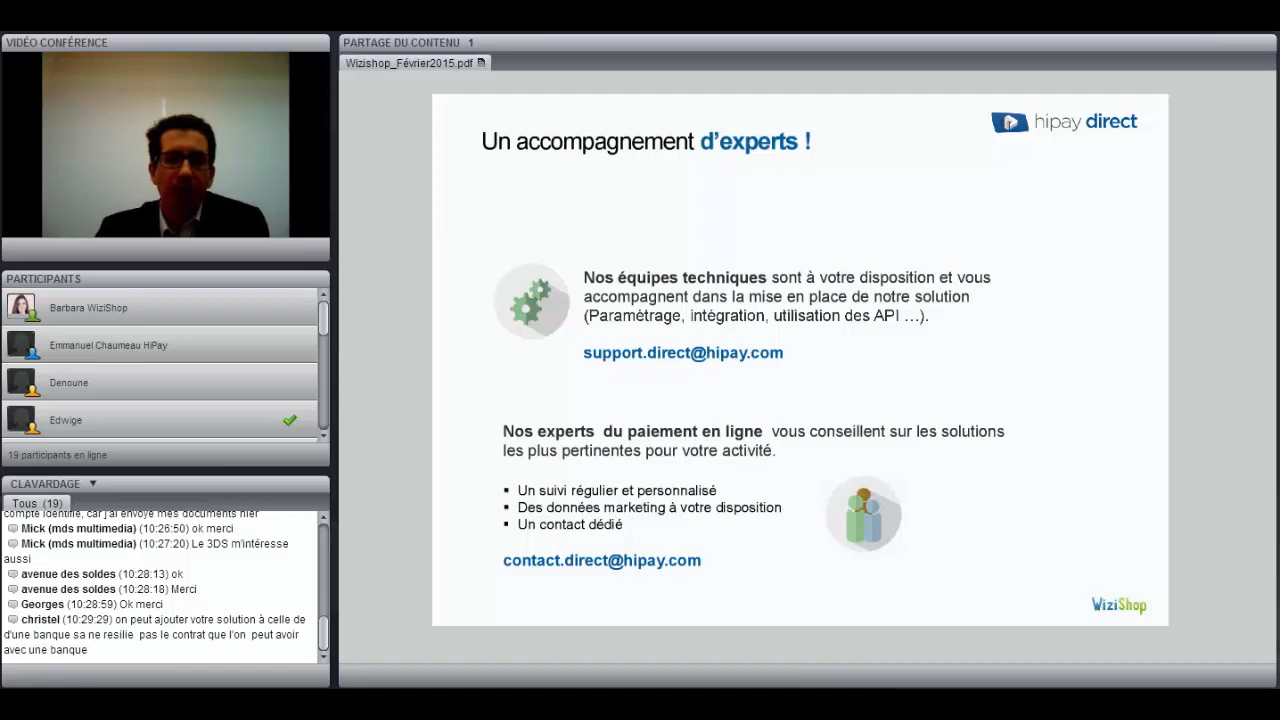 VIDÉO CONFÉRENCE
PARTICIPANTS
Barbara WiziShop
Emmanuel Chaumeau HiPay
Denoune
Edwige
19 participants en ligne
CLAVARDAGE
Tous (19)
compte identifié, car j'ai envoyé mes documents hier
Mick (mds multimedia) (10:26:50) ok merci
Mick (mds multimedia) (10:27:20) Le 3DS m'intéresse
aussi
avenue des soldes (10:28:13) ok
avenue des soldes (10:28:18) Merci
Georges (10:28:59) Ok merci
christel (10:29:29) on peut ajouter votre solution à celle de
d'une banque sa ne resilie pas le contrat que l'on peut avoir
avec une banque
PARTAGE DU CONTENU 1
Wizishop_Février2015.pdf
hipay direct
Un accompagnement d'experts !
Nos équipes techniques sont à votre disposition et vous
accompagnent dans la mise en place de notre solution
(Paramétrage, intégration, utilisation des API …).
support.direct@hipay.com
Nos experts du paiement en ligne vous conseillent sur les solutions
les plus pertinentes pour votre activité.
▪ Un suivi régulier et personnalisé
▪ Des données marketing à votre disposition
▪ Un contact dédié
contact.direct@hipay.com
WiziShop